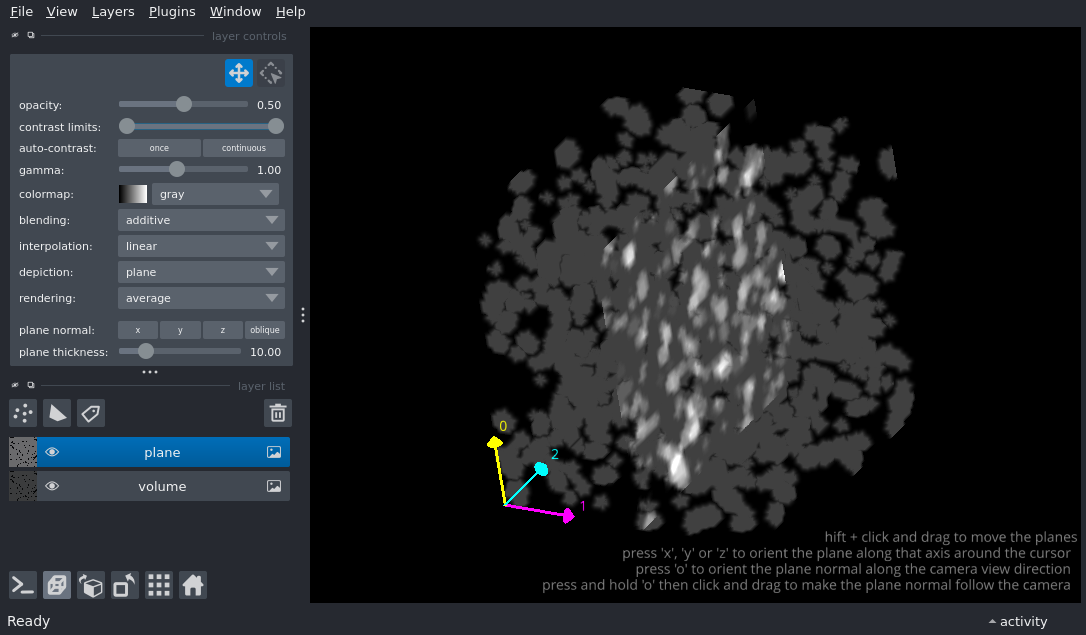 File View Layers Plugins Window Help
layer controls
opacity: 0.50
contrast limits:
auto-contrast: once continuous
gamma: 1.00
colormap: gray
blending: additive
interpolation: linear
depiction: plane
rendering: average
plane normal: x y z oblique
plane thickness: 10.00
layer list
plane
volume
0
2
1
hift + click and drag to move the planes
press 'x', 'y' or 'z' to orient the plane along that axis around the cursor
press 'o' to orient the plane normal along the camera view direction
press and hold 'o' then click and drag to make the plane normal follow the camera
Ready
activity